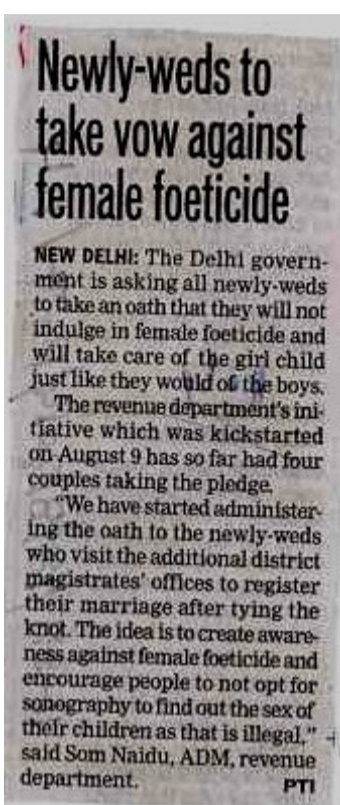 Newly-weds to
take vow against
female foeticide
NEW DELHI: The Delhi govern-
ment is asking all newly-weds
to take an oath that they will not
indulge in female foeticide and
will take care of the girl child
just like they would of the boys.
The revenue department's ini-
tiative which was kickstarted
on August 9 has so far had four
couples taking the pledge.
"We have started administer-
ing the oath to the newly-weds
who visit the additional district
magistrates' offices to register
their marriage after tying the
knot. The idea is to create aware-
ness against female foeticide and
encourage people to not opt for
sonography to find out the sex of
their children as that is illegal,"
said Som Naidu, ADM, revenue
department. PTI